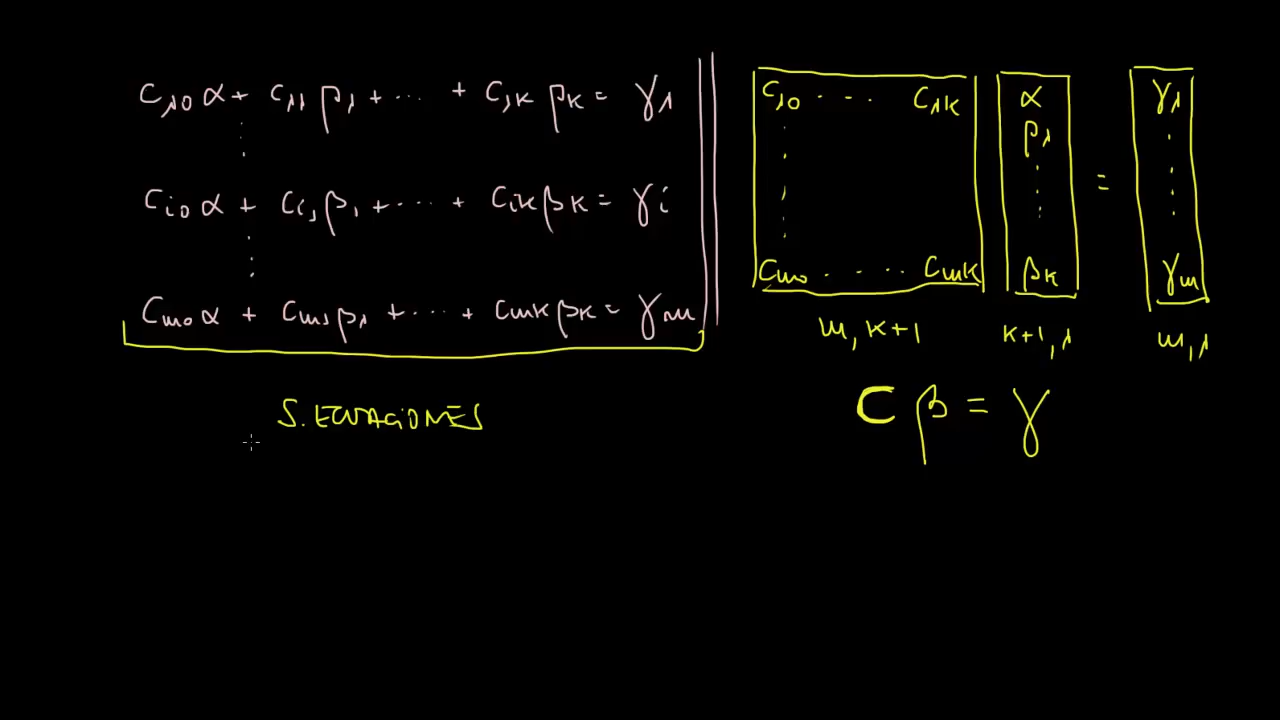 c₁₀ α + c₁₁ β₁ + ··· + c₁ₖ βₖ = γ₁
⋮
cᵢ₀ α + cᵢ₁ β₁ + ··· + cᵢₖ βₖ = γᵢ
⋮
cₘ₀ α + cₘ₁ β₁ + ··· + cₘₖ βₖ = γₘ
S. ECUACIONES
c₁₀ ··· c₁ₖ α γ₁
β₁
⋮ ⋮ = ⋮
cₘ₀ ···· cₘₖ βₖ γₘ
m, k+1 k+1, 1 m, 1
C β = γ